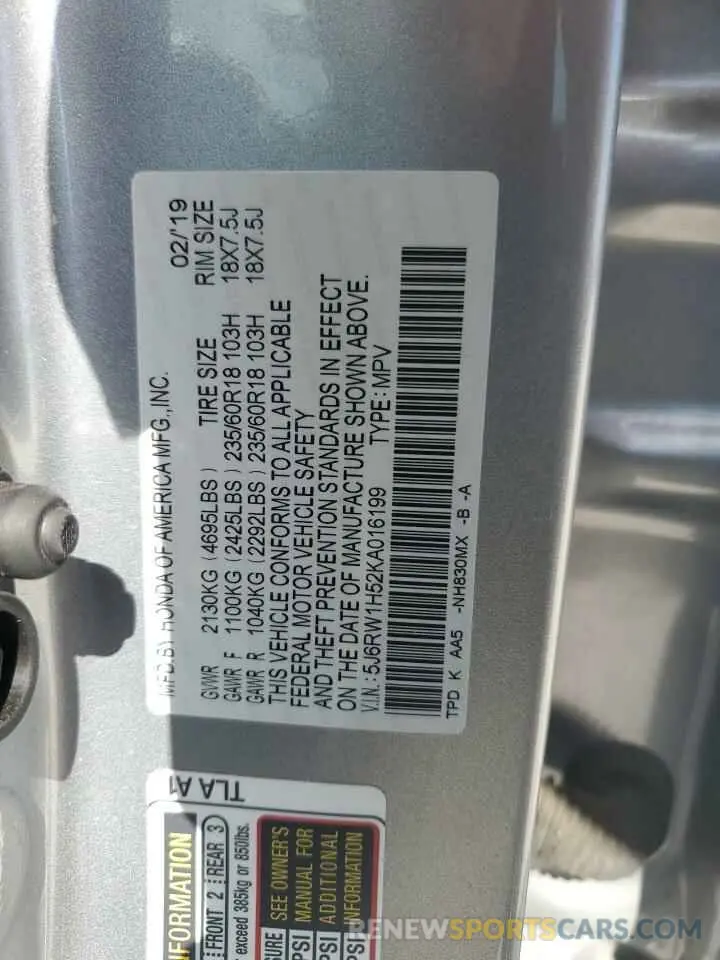 MFD.BY HONDA OF AMERICA MFG.,INC. 02/'19
GVWR 2130KG (4695LBS) TIRE SIZE RIM SIZE
GAWR F 1100KG (2425LBS) 235/60R18 103H 18X7.5J
GAWR R 1040KG (2292LBS) 235/60R18 103H 18X7.5J
THIS VEHICLE CONFORMS TO ALL APPLICABLE
FEDERAL MOTOR VEHICLE SAFETY
AND THEFT PREVENTION STANDARDS IN EFFECT
ON THE DATE OF MANUFACTURE SHOWN ABOVE.
V.I.N.: 5J6RW1H52KA016199 TYPE: MPV
TPD K AA5 -NH830MX -B -A
TLA A1
FRONT 2 REAR 3
exceed 385kg or 850lbs.
SEE OWNER'S
MANUAL FOR
PSI ADDITIONAL
PSI INFORMATION
PSI
RENEWSPORTSCARS.COM